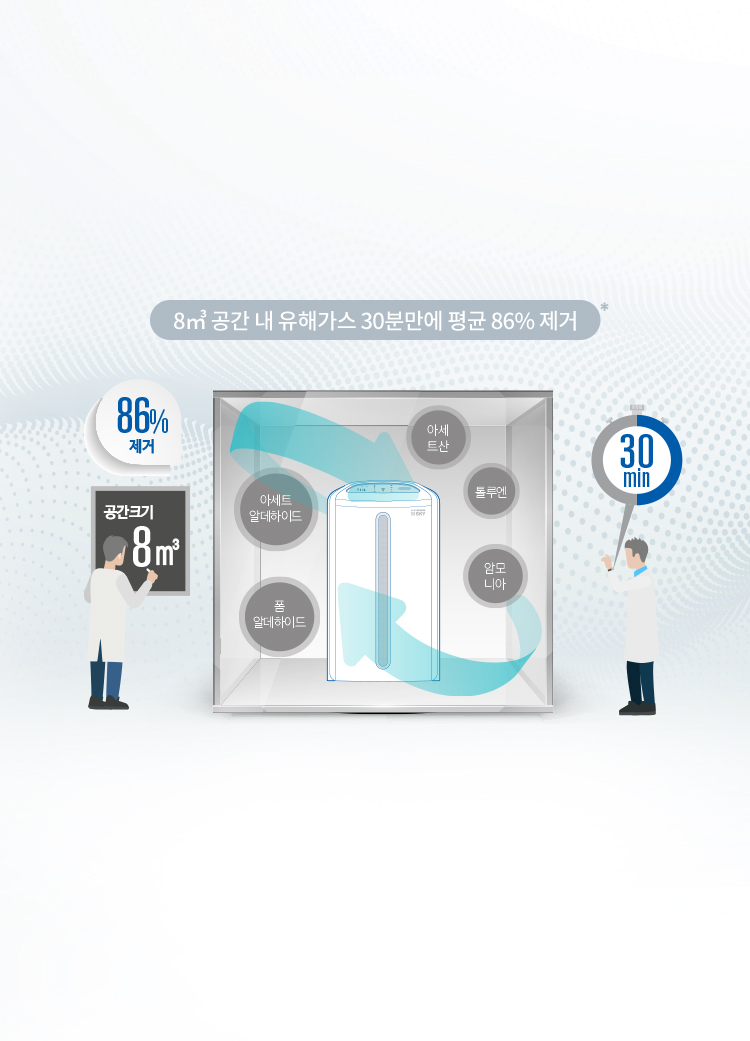 8㎥ 공간 내 유해가스 30분만에 평균 86% 제거*
86%
제거
공간크기
8m³
아세
트산
톨루엔
아세트
알데하이드
암모
니아
폼
알데하이드
30
min